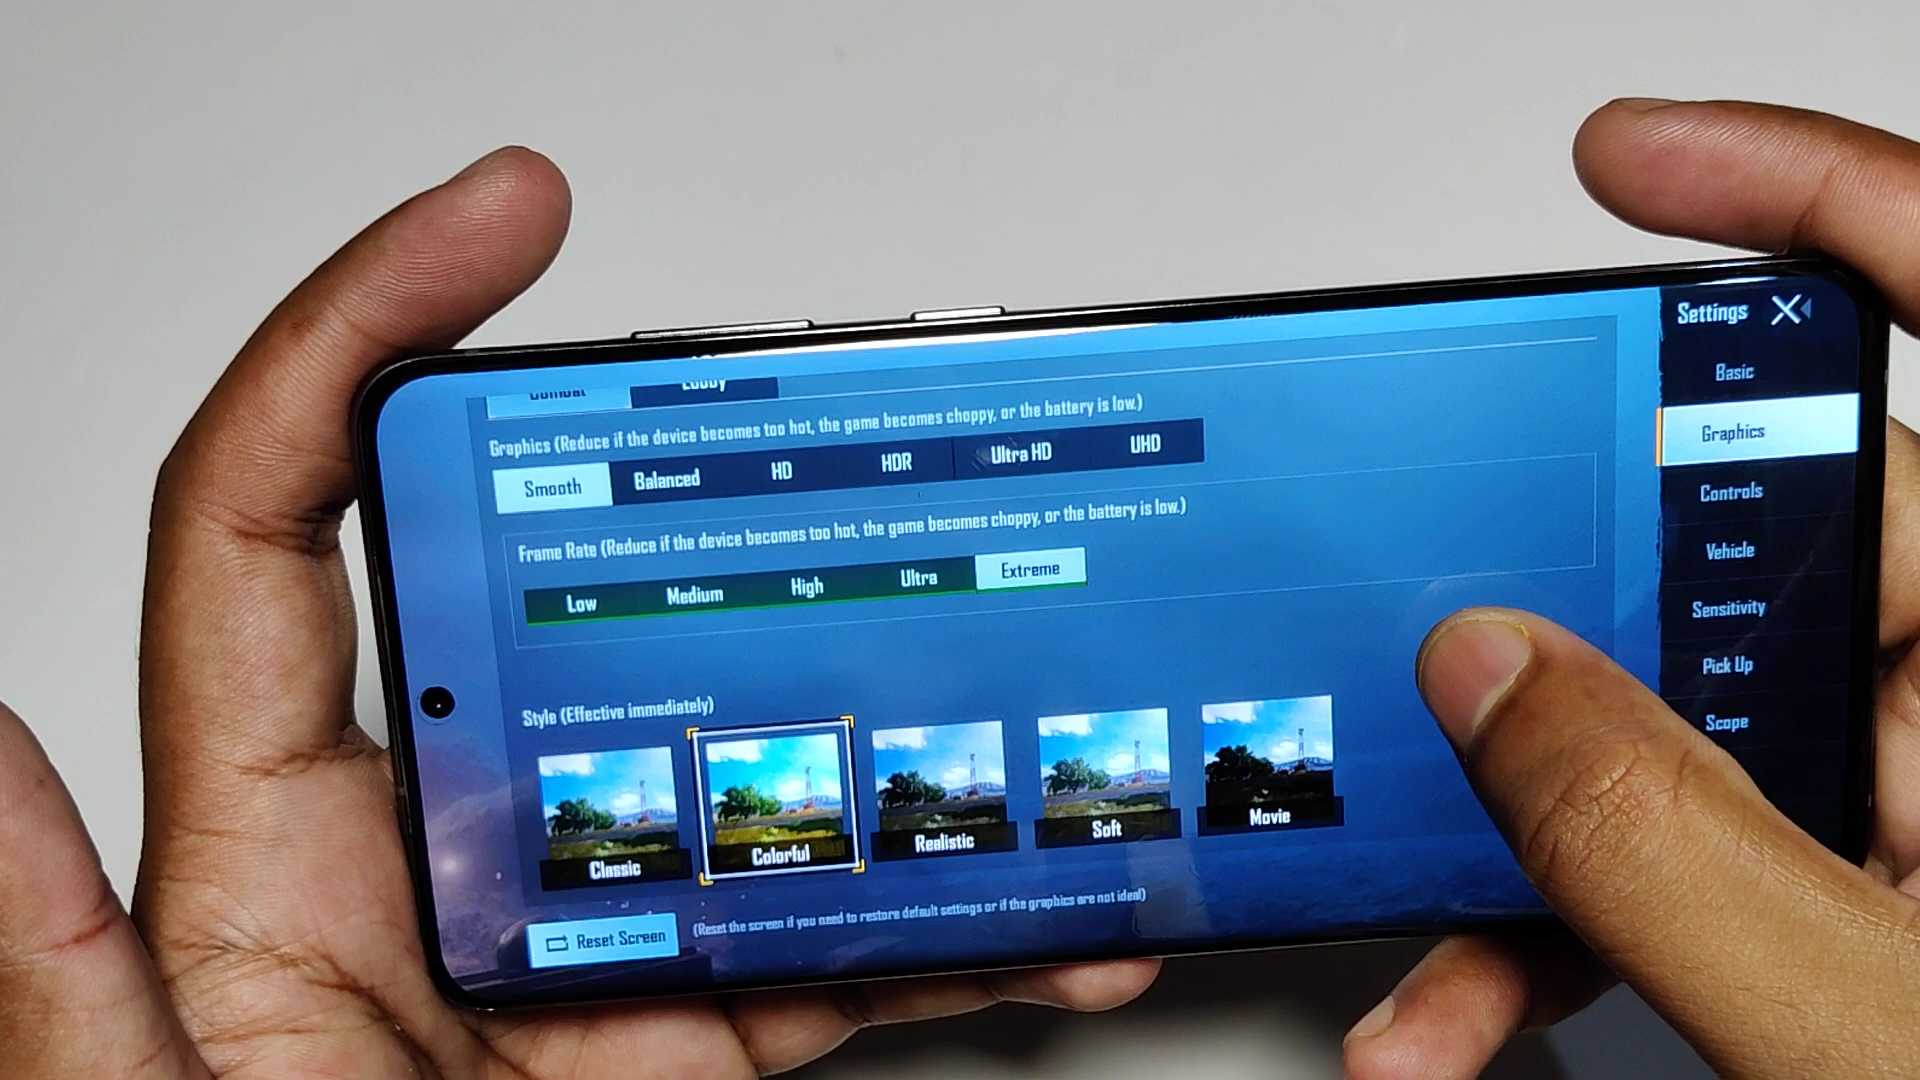 Settings
Combat Lobby
Graphics (Reduce if the device becomes too hot, the game becomes choppy, or the battery is low.)
Smooth Balanced HD HDR Ultra HD UHD
Frame Rate (Reduce if the device becomes too hot, the game becomes choppy, or the battery is low.)
Low Medium High Ultra Extreme
Style (Effective immediately)
Classic Colorful Realistic Soft Movie
Reset Screen (Reset the screen if you need to restore default settings or if the graphics are not ideal)
Basic
Graphics
Controls
Vehicle
Sensitivity
Pick Up
Scope